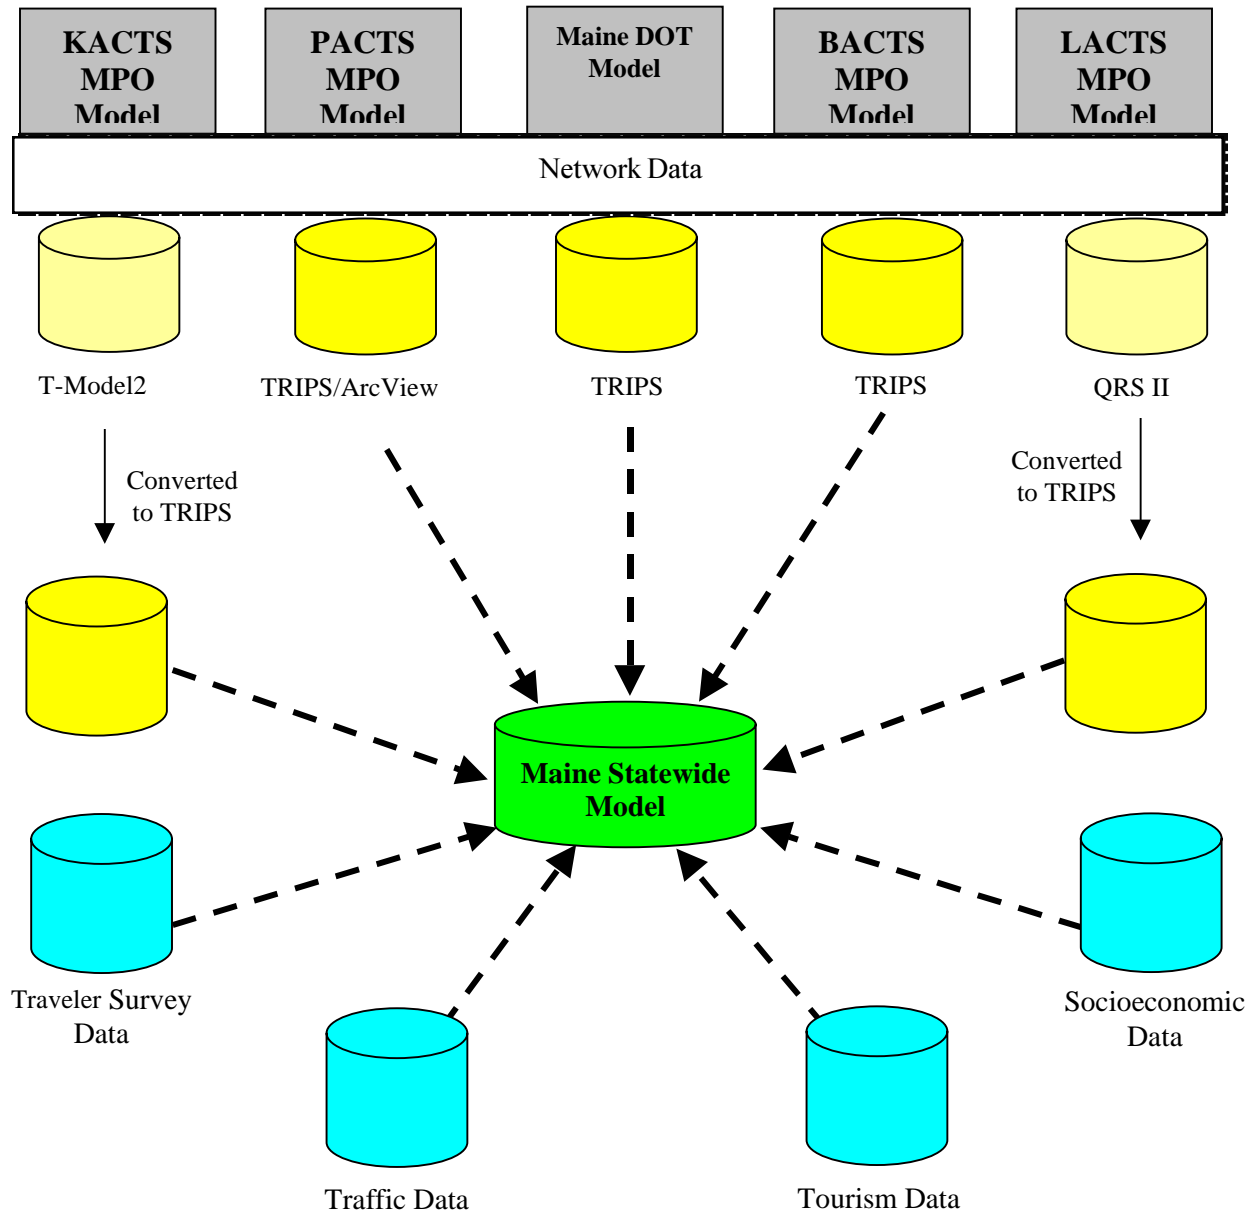 KACTS
MPO
Model
PACTS
MPO
Model
Maine DOT
Model
BACTS
MPO
Model
LACTS
MPO
Model
Network Data
T-Model2
TRIPS/ArcView
TRIPS
TRIPS
QRS II
Converted
to TRIPS
Converted
to TRIPS
Maine Statewide
Model
Traveler Survey
Data
Socioeconomic
Data
Traffic Data
Tourism Data